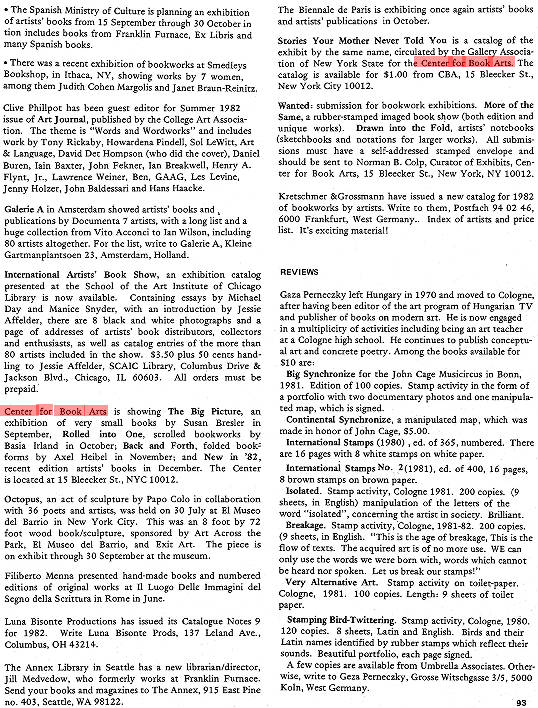 • The Spanish Ministry of Culture is planning an exhibition
of artists' books from 15 September through 30 October in
tion includes books from Franklin Furnace, Ex Libris and
many Spanish books.
• There was a recent exhibition of bookworks at Smedleys
Bookshop, in Ithaca, NY, showing works by 7 women,
among them Judith Cohen Margolis and Janet Braun-Reinitz.
Clive Phillpot has been guest editor for Summer 1982
issue of Art Journal, published by the College Art Associa-
tion. The theme is "Words and Wordworks" and includes
work by Tony Rickaby, Howardena Pindell, Sol LeWitt, Art
& Language, David Det Hompson (who did the cover), Daniel
Buren, Iain Baxter, John Fekner, Ian Breakwell, Henry A.
Flynt, Jr., Lawrence Weiner, Ben, GAAG, Les Levine,
Jenny Holzer, John Baldessari and Hans Haacke.
Galerie A in Amsterdam showed artists' books and
publications by Documenta 7 artists, with a long list and a
huge collection from Vito Acconci to Ian Wilson, including
80 artists altogether. For the list, write to Galerie A, Kleine
Gartmanplantsoen 23, Amsterdam, Holland.
International Artists' Book Show, an exhibition catalog
presented at the School of the Art Institute of Chicago
Library is now available. Containing essays by Michael
Day and Manice Snyder, with an introduction by Jessie
Affelder, there are 8 black and white photographs and a
page of addresses of artists' book distributors, collectors
and enthusiasts, as well as catalog entries of the more than
80 artists included in the show. $3.50 plus 50 cents hand-
ling to Jessie Affelder, SCAIC Library, Columbus Drive &
Jackson Blvd., Chicago, IL 60603. All orders must be
prepaid.
Center for Book Arts is showing The Big Picture, an
exhibition of very small books by Susan Bresler in
September, Rolled into One, scrolled bookworks by
Basia Irland in October; Back and Forth, folded book-
forms by Axel Heibel in November; and New in '82,
recent edition artists' books in December. The Center
is located at 15 Bleecker St., NYC 10012.
Octopus, an act of sculpture by Papo Colo in collaboration
with 36 poets and artists, was held on 30 July at El Museo
del Barrio in New York City. This was an 8 foot by 72
foot wood book/sculpture, sponsored by Art Across the
Park, El Museo del Barrio, and Exit Art. The piece is
on exhibit through 30 September at the museum.
Filiberto Menna presented hand-made books and numbered
editions of original works at Il Luogo Delle Immagini del
Segno della Scrittura in Rome in June.
Luna Bisonte Productions has issued its Catalogue Notes 9
for 1982. Write Luna Bisonte Prods, 137 Leland Ave.,
Columbus, OH 43214.
The Annex Library in Seattle has a new librarian/director,
Jill Medvedow, who formerly works at Franklin Furnace.
Send your books and magazines to The Annex, 915 East Pine
no. 403, Seattle, WA 98122.
The Biennale de Paris is exhibiting once again artists' books
and artists' publications in October.
Stories Your Mother Never Told You is a catalog of the
exhibit by the same name, circulated by the Gallery Associa-
tion of New York State for the Center for Book Arts. The
catalog is available for $1.00 from CBA, 15 Bleecker St.,
New York City 10012.
Wanted: submission for bookwork exhibitions. More of the
Same, a rubber-stamped imaged book show (both edition and
unique works). Drawn into the Fold, artists' notebooks
(sketchbooks and notations for larger works). All submis-
sions must have a self-addressed stamped envelope and
should be sent to Norman B. Colp, Curator of Exhibits, Cen-
ter for Book Arts, 15 Bleecker St., New York, NY 10012.
Kretschmer &Grossmann have issued a new catalog for 1982
of bookworks by artists. Write to them, Postfach 94 02 46,
6000 Frankfurt, West Germany.. Index of artists and price
list. It's exciting material!
REVIEWS
Gaza Perneczky left Hungary in 1970 and moved to Cologne,
after having been editor of the art program of Hungarian TV
and publisher of books on modern art. He is now engaged
in a multiplicity of activities including being an art teacher
at a Cologne high school. He continues to publish conceptu-
al art and concrete poetry. Among the books available for
$10 are:
Big Synchronize for the John Cage Musicircus in Bonn,
1981. Edition of 100 copies. Stamp activity in the form of
a portfolio with two documentary photos and one manipula-
ted map, which is signed.
Continental Synchronize, a manipulated map, which was
made in honor of John Cage, $5.00.
International Stamps (1980) , ed. of 365, numbered. There
are 16 pages with 8 white stamps on white paper.
International Stamps No. 2(1981), ed. of 400, 16 pages,
8 brown stamps on brown paper.
Isolated. Stamp activity, Cologne 1981. 200 copies. (9
sheets, in English) manipulation of the letters of the
word "isolated", concerning the artist in society. Brilliant.
Breakage. Stamp activity, Cologne, 1981-82. 200 copies.
(9 sheets, in English. "This is the age of breakage, This is the
flow of texts. The acquired art is of no more use. WE can
only use the words we were born with, words which cannot
be heard nor spoken. Let us break our stamps!"
Very Alternative Art. Stamp activity on toilet-paper.
Cologne, 1981. 100 copies. Length: 9 sheets of toilet
paper.
Stamping Bird-Twittering. Stamp activity, Cologne, 1980.
120 copies. 8 sheets, Latin and English. Birds and their
Latin names identified by rubber stamps which reflect their
sounds. Beautiful portfolio, each page signed.
A few copies are available from Umbrella Associates. Other-
wise, write to Geza Perneczky, Grosse Witschgasse 3/5, 5000
Koln, West Germany.
93